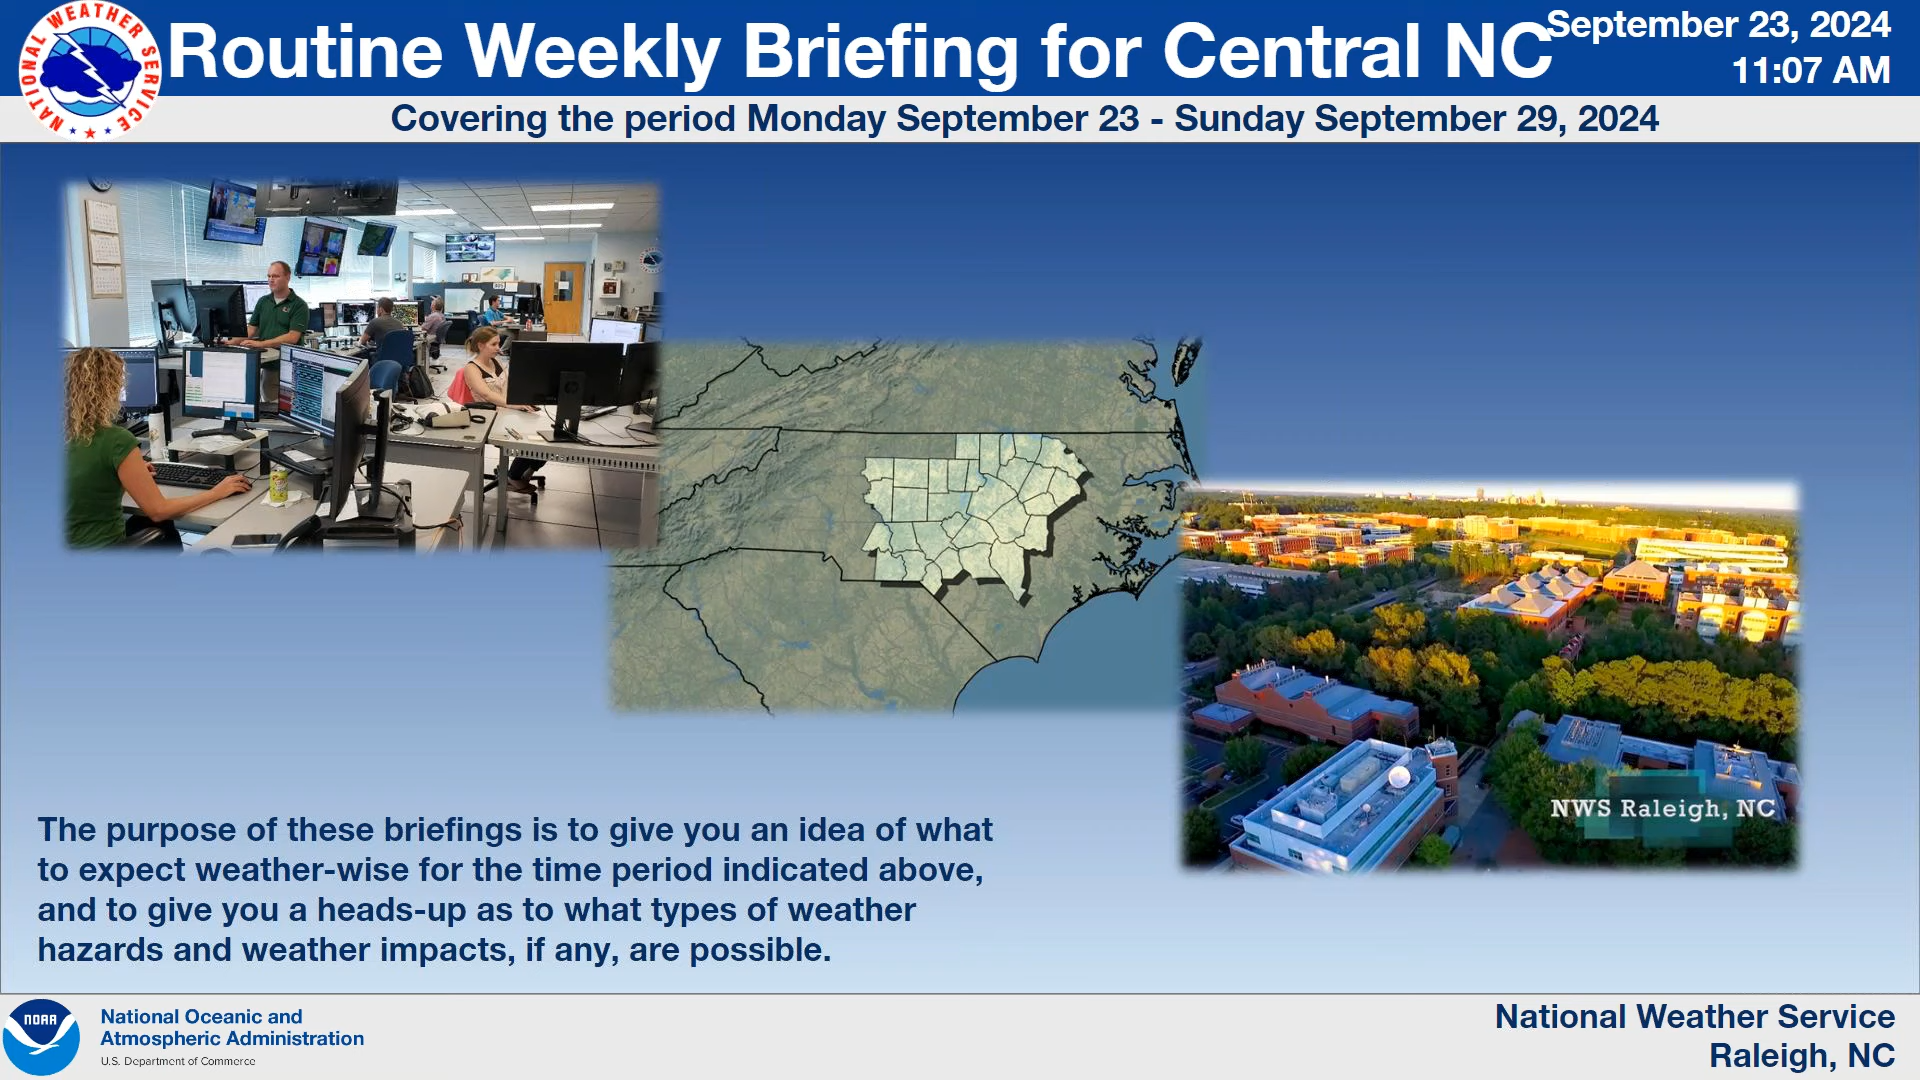 NATIONAL WEATHER SERVICE
Routine Weekly Briefing for Central NC
September 23, 2024
11:07 AM
Covering the period Monday September 23 - Sunday September 29, 2024
NWS Raleigh, NC
The purpose of these briefings is to give you an idea of what
to expect weather-wise for the time period indicated above,
and to give you a heads-up as to what types of weather
hazards and weather impacts, if any, are possible.
NOAA
National Oceanic and
Atmospheric Administration
U.S. Department of Commerce
National Weather Service
Raleigh, NC